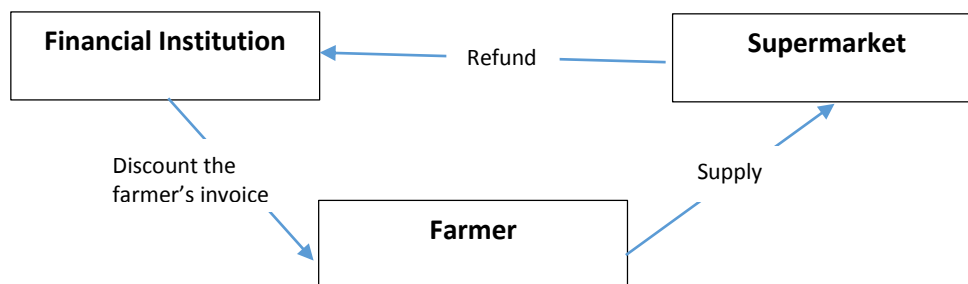 Financial Institution
Supermarket
Refund
Discount the
farmer’s invoice
Supply
Farmer